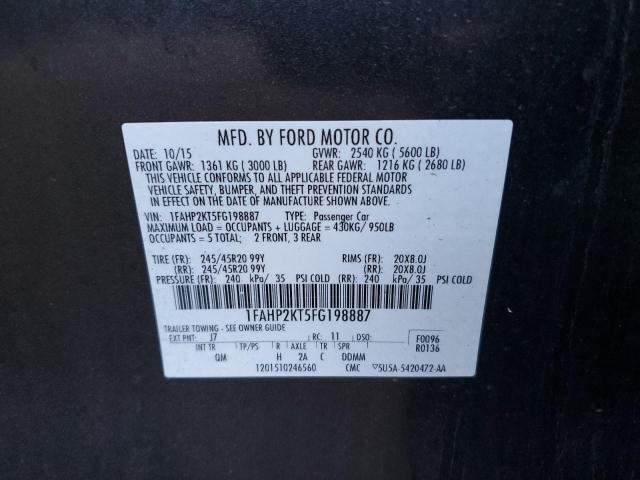 MFD. BY FORD MOTOR CO.
DATE: 10/15 GVWR: 2540 KG ( 5600 LB)
FRONT GAWR: 1361 KG ( 3000 LB) REAR GAWR: 1216 KG ( 2680 LB)
THIS VEHICLE CONFORMS TO ALL APPLICABLE FEDERAL MOTOR
VEHICLE SAFETY, BUMPER, AND THEFT PREVENTION STANDARDS
IN EFFECT ON THE DATE OF MANUFACTURE SHOWN ABOVE.
VIN: 1FAHP2KT5FG198887 TYPE: Passenger Car
MAXIMUM LOAD = OCCUPANTS + LUGGAGE = 430KG/ 950LB
OCCUPANTS = 5 TOTAL; 2 FRONT, 3 REAR
TIRE (FR): 245/45R20 99Y RIMS (FR): 20X8.0J
(RR): 245/45R20 99Y (RR): 20X8.0J
PRESSURE (FR): 240 kPa/ 35 PSI COLD (RR): 240 kPa/ 35 PSI COLD
1FAHP2KT5FG198887
TRAILER TOWING - SEE OWNER GUIDE
EXT PNT: J7 RC: 11 DSO: F0096
R0136
INT TR TP/PS R AXLE TR SPR
QM H 2A C DDMM
1201510246560 CMC ▽5U5A-5420472-AA